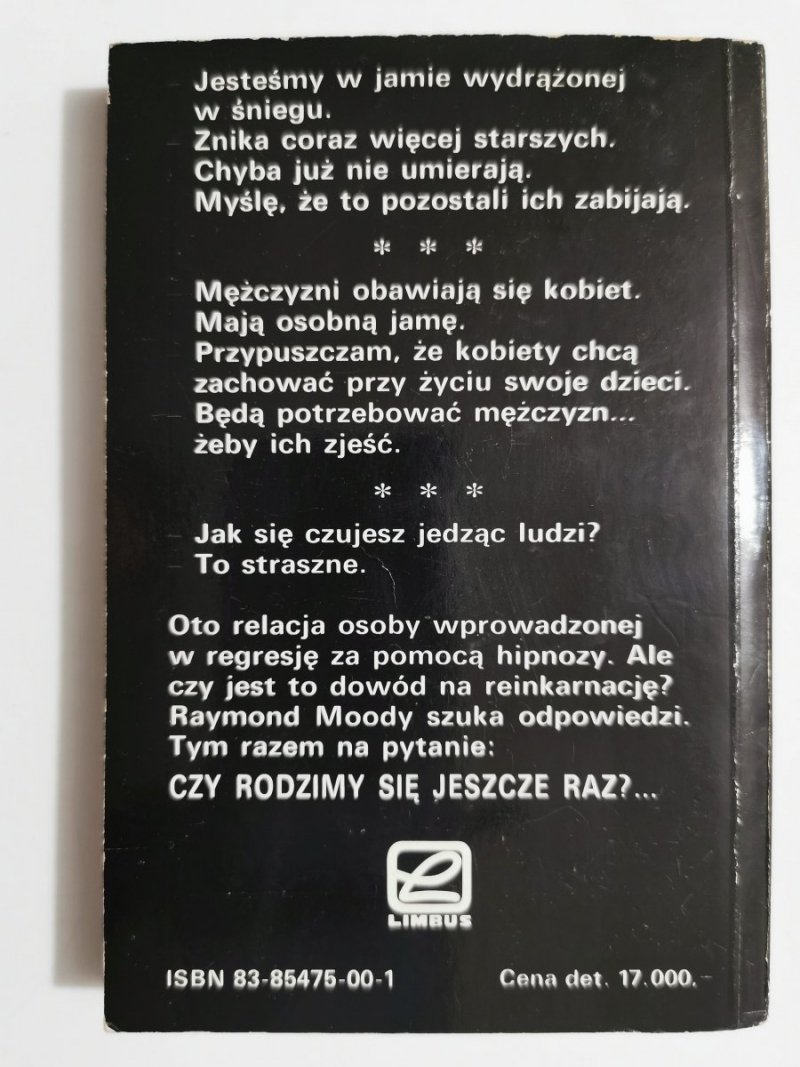 – Jesteśmy w jamie wydrążonej
w śniegu.
– Znika coraz więcej starszych.
Chyba już nie umierają.
Myślę, że to pozostali ich zabijają.
* * *
– Mężczyzni obawiają się kobiet.
Mają osobną jamę.
Przypuszczam, że kobiety chcą
zachować przy życiu swoje dzieci.
Będą potrzebować mężczyzn...
żeby ich zjeść.
* * *
– Jak się czujesz jedząc ludzi?
– To straszne.
Oto relacja osoby wprowadzonej
w regresję za pomocą hipnozy. Ale
czy jest to dowód na reinkarnację?
Raymond Moody szuka odpowiedzi.
Tym razem na pytanie:
CZY RODZIMY SIĘ JESZCZE RAZ?...
LIMBUS
ISBN 83-85475-00-1
Cena det. 17.000.–